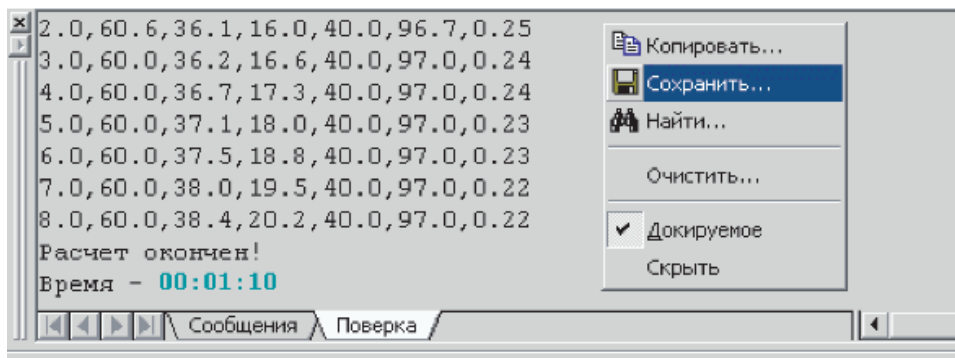 2.0,60.6,36.1,16.0,40.0,96.7,0.25
3.0,60.0,36.2,16.6,40.0,97.0,0.24
4.0,60.0,36.7,17.3,40.0,97.0,0.24
5.0,60.0,37.1,18.0,40.0,97.0,0.23
6.0,60.0,37.5,18.8,40.0,97.0,0.23
7.0,60.0,38.0,19.5,40.0,97.0,0.22
8.0,60.0,38.4,20.2,40.0,97.0,0.22
Расчет окончен!
Время - 00:01:10
Копировать...
Сохранить...
Найти...
Очистить...
Докируемое
Скрыть
Сообщения
Поверка